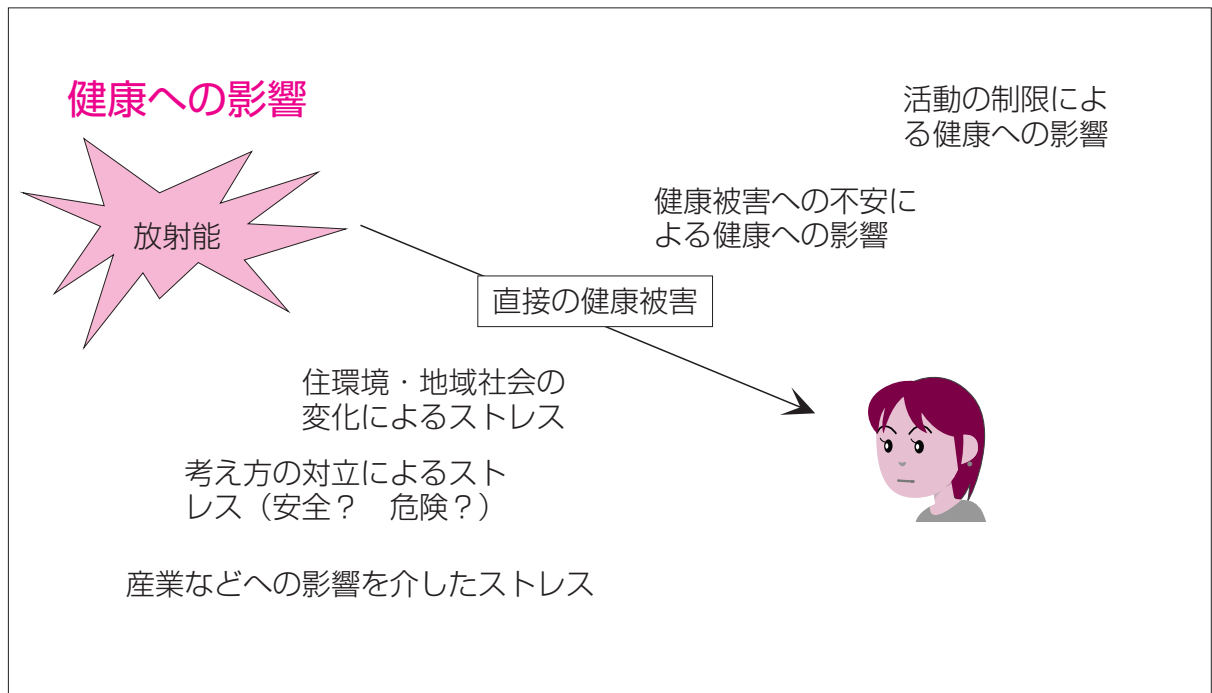 健康への影響
活動の制限によ
る健康への影響
健康被害への不安に
よる健康への影響
放射能
直接の健康被害
住環境・地域社会の
変化によるストレス
考え方の対立によるスト
レス（安全？　危険？）
産業などへの影響を介したストレス